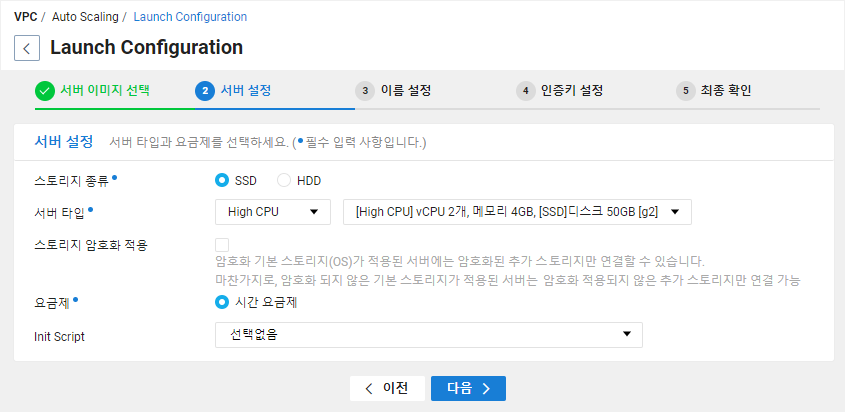 VPC / Auto Scaling / Launch Configuration
Launch Configuration
서버 이미지 선택 2 서버 설정 3 이름 설정 4 인증키 설정 5 최종 확인
서버 설정 서버 타입과 요금제를 선택하세요. (•필수 입력 사항입니다.)
스토리지 종류• SSD HDD
서버 타입• High CPU [High CPU] vCPU 2개, 메모리 4GB, [SSD]디스크 50GB [g2]
스토리지 암호화 적용
암호화 기본 스토리지(OS)가 적용된 서버에는 암호화된 추가 스토리지만 연결할 수 있습니다.
마찬가지로, 암호화 되지 않은 기본 스토리지가 적용된 서버는 암호화 적용되지 않은 추가 스토리지만 연결 가능
요금제• 시간 요금제
Init Script 선택없음
이전 다음